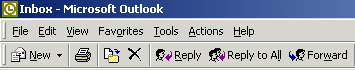 Inbox - Microsoft Outlook
File Edit View Favorites Tools Actions Help
New Reply Reply to All Forward